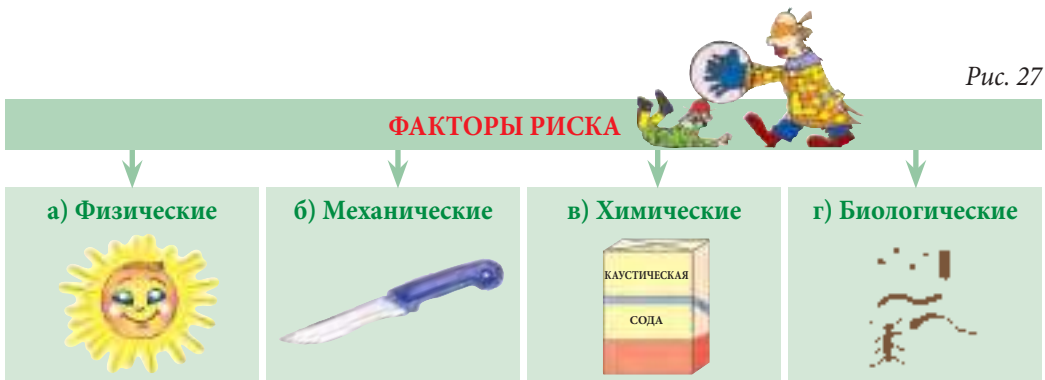 Рис. 27
ФАКТОРЫ РИСКА
а) Физические
б) Механические
в) Химические
г) Биологические
КАУСТИЧЕСКАЯ
СОДА